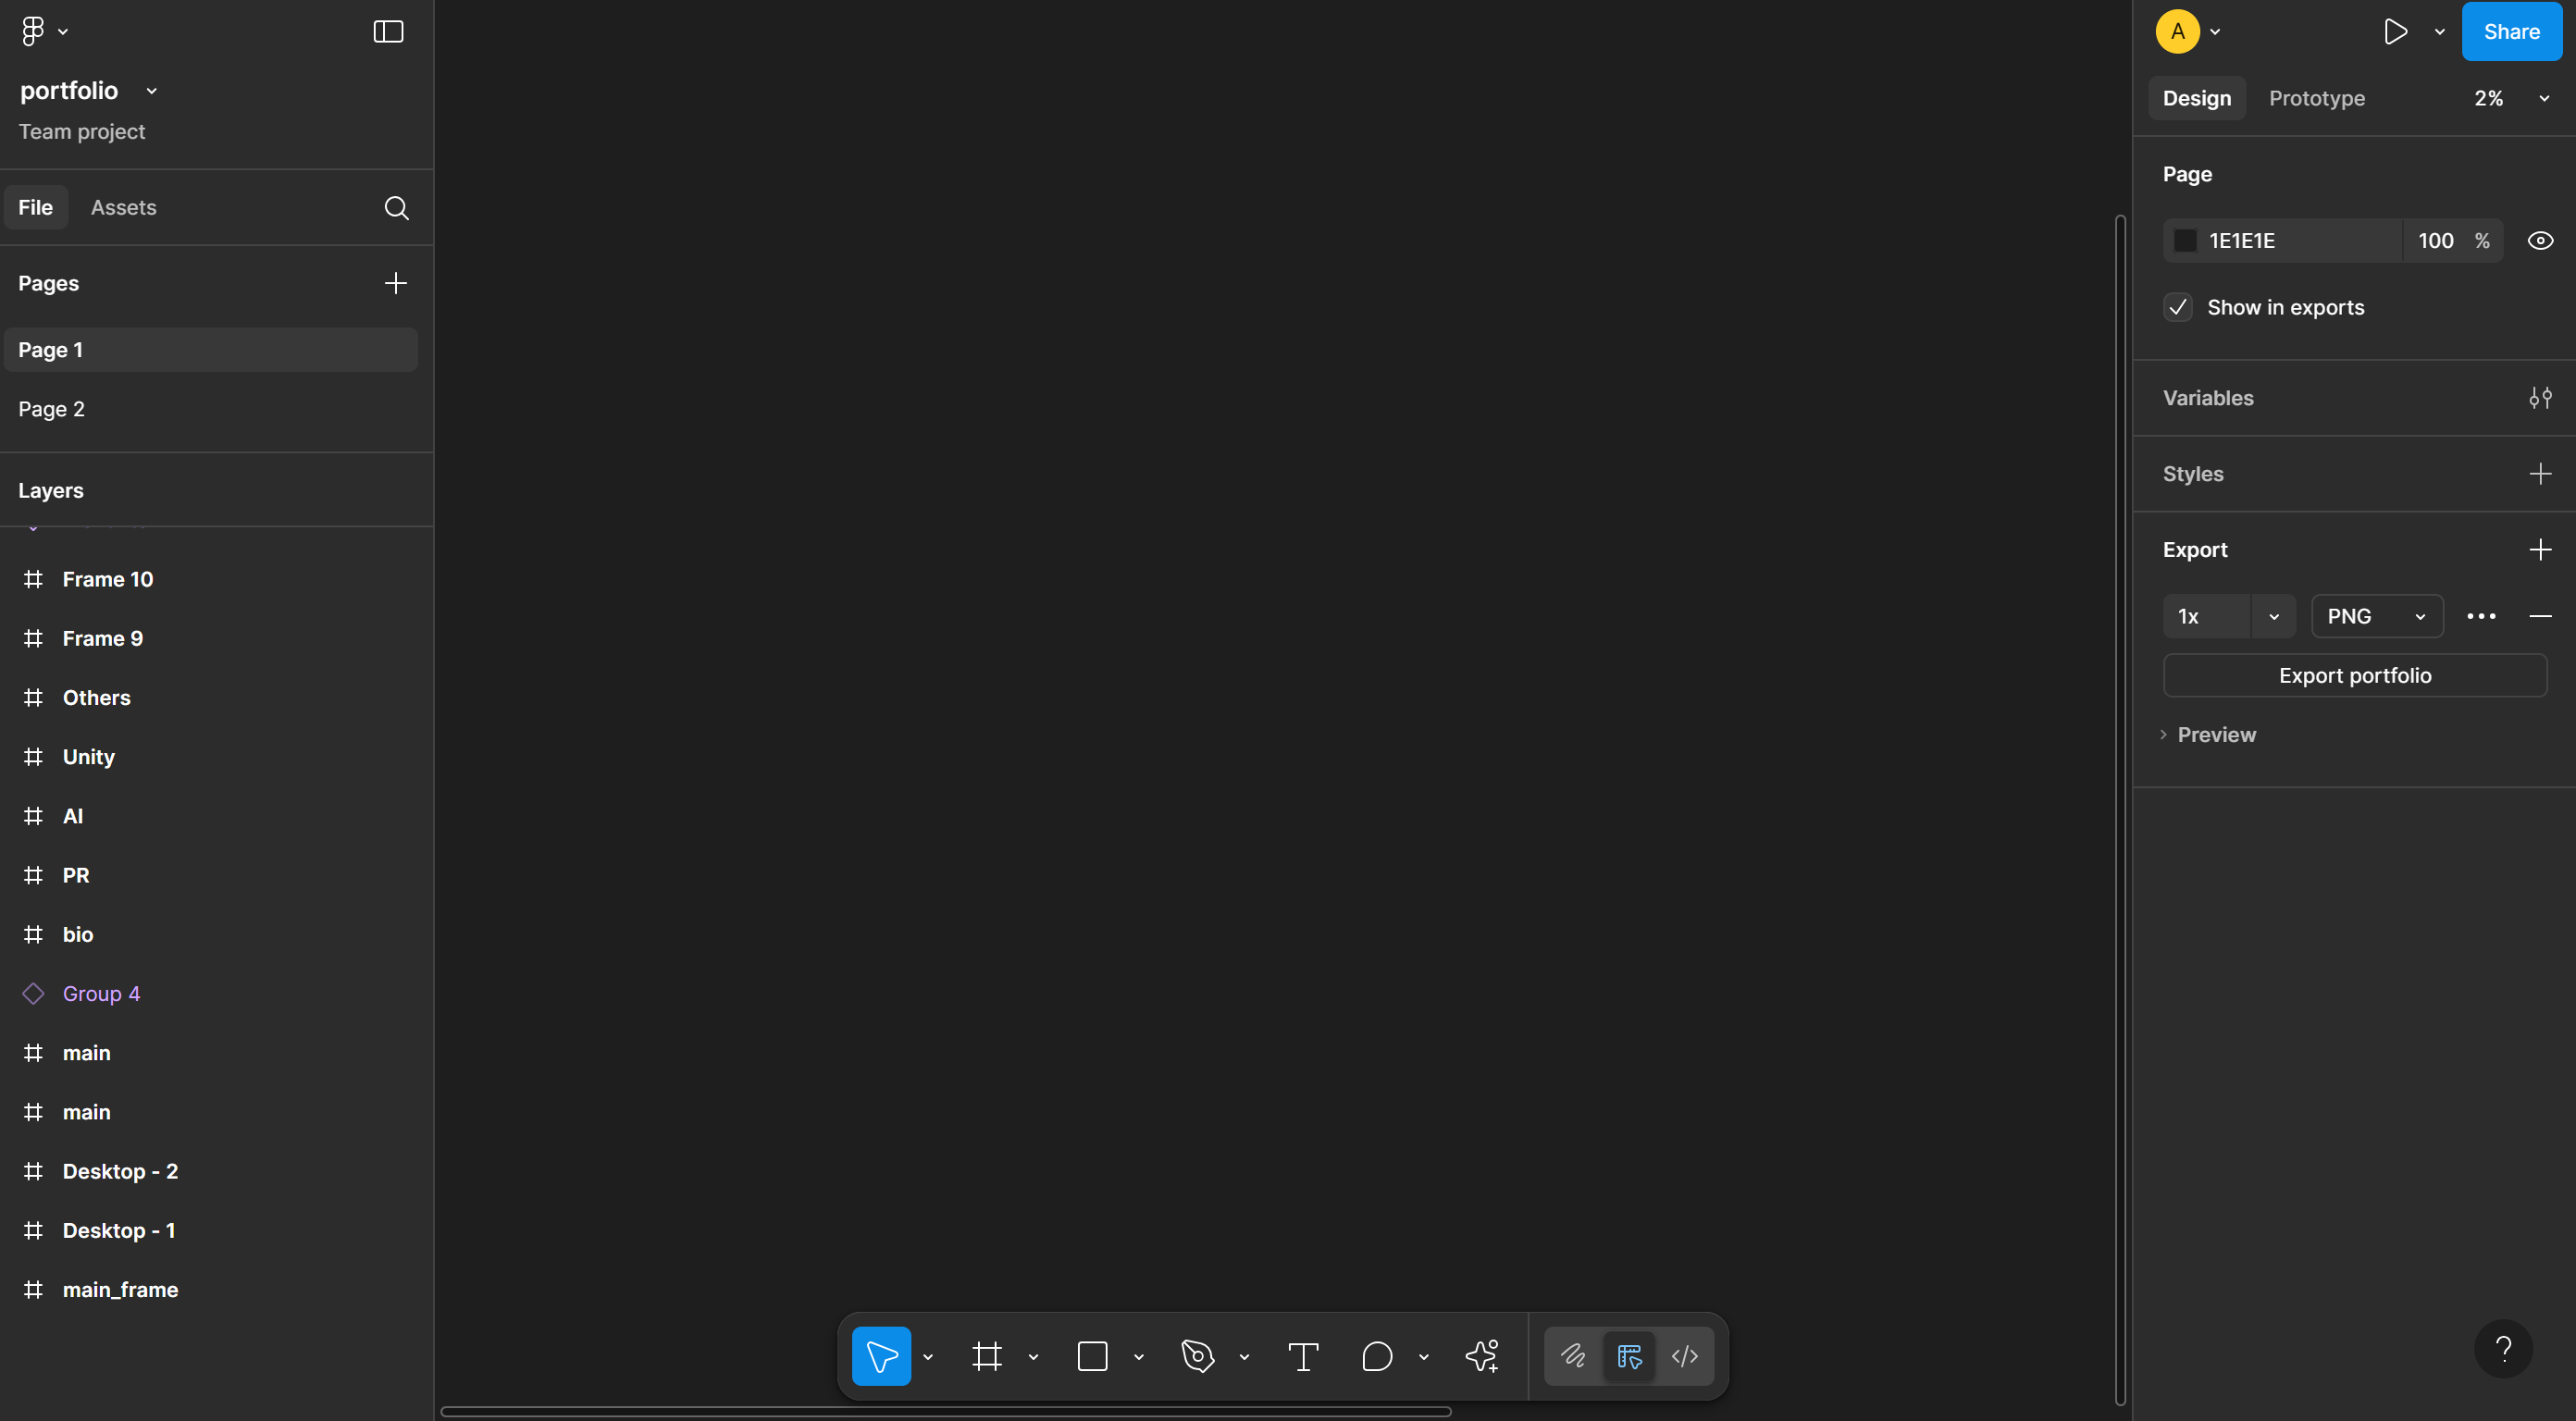 portfolio
Team project
File
Assets
Pages
Page 1
Page 2
Layers
Frame 10
Frame 9
Others
Unity
AI
PR
bio
Group 4
main
main
Desktop - 2
Desktop - 1
main_frame
A
Share
Design
Prototype
2%
Page
1E1E1E
100 %
Show in exports
Variables
Styles
Export
1x
PNG
Export portfolio
Preview
?